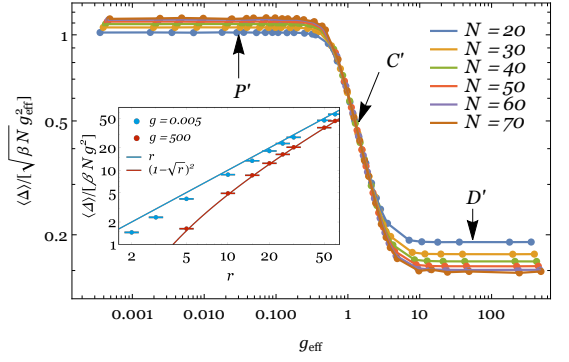 ⟨Δ⟩/[√β N g²eff]
1
0.5
0.2
P'
C'
D'
N = 20
N = 30
N = 40
N = 50
N = 60
N = 70
⟨Δ⟩/[β N g²]
50
20
10
5
2
1
g = 0.005
g = 500
r
(1-√r)²
2 5 10 20 50
r
0.001 0.010 0.100 1 10 100
geff